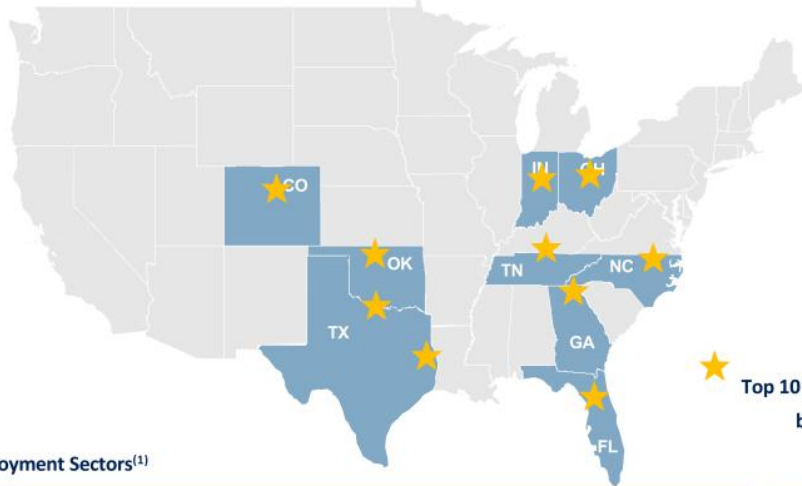 CO
IN
OH
OK
TN
NC
TX
GA
Top 10
b
FL
oyment Sectors(1)